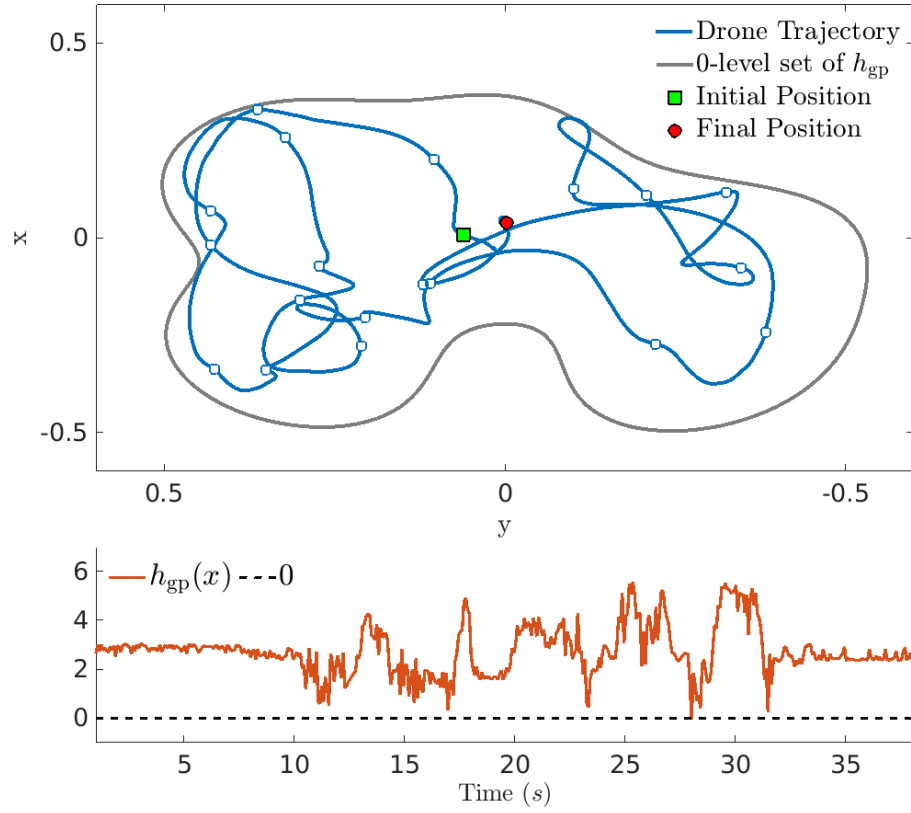 0.6
Drone Trajectory
0-level set of h_gp
Initial Position
Final Position
x
0
-0.5
0.5
0
-0.5
y
6
h_gp(x) ---0
4
2
0
5
10
15
20
25
30
35
Time (s)